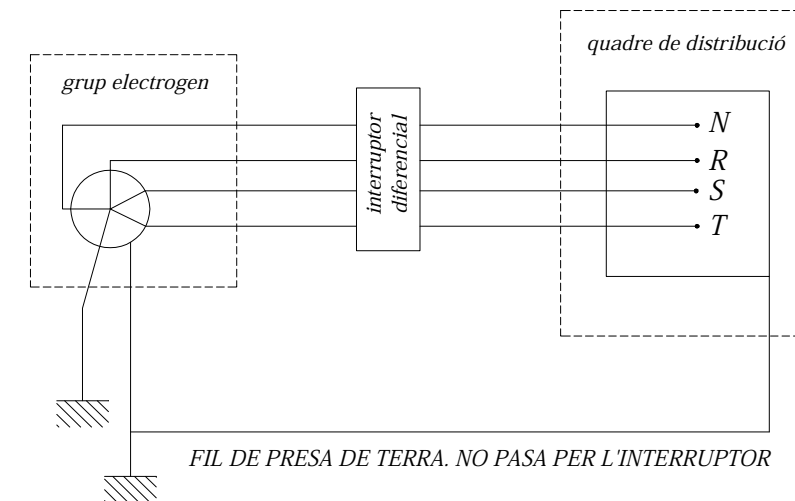 quadre de distribució
grup electrogen
interruptor
diferencial
N
R
S
T
FIL DE PRESA DE TERRA. NO PASA PER L'INTERRUPTOR